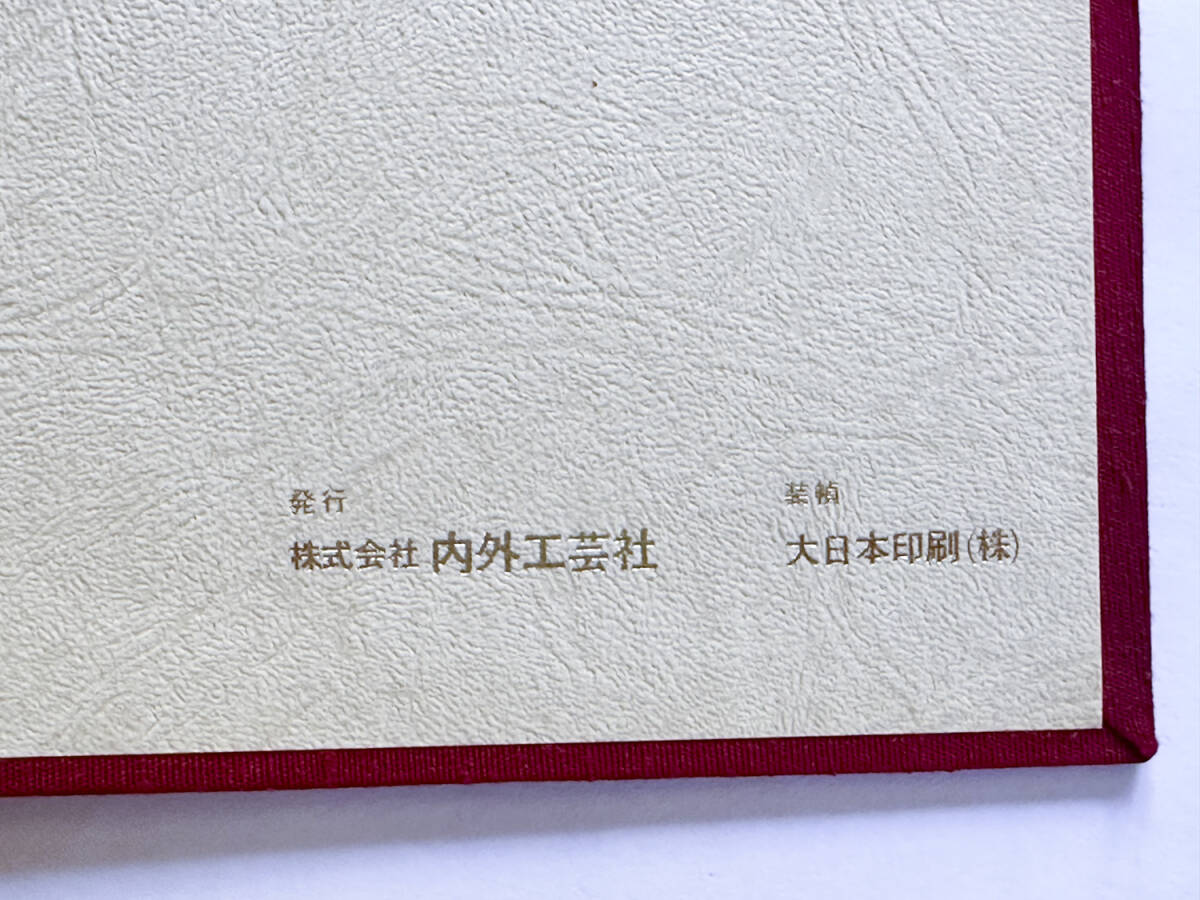 発行
株式会社 内外工芸社
装幀
大日本印刷(株)